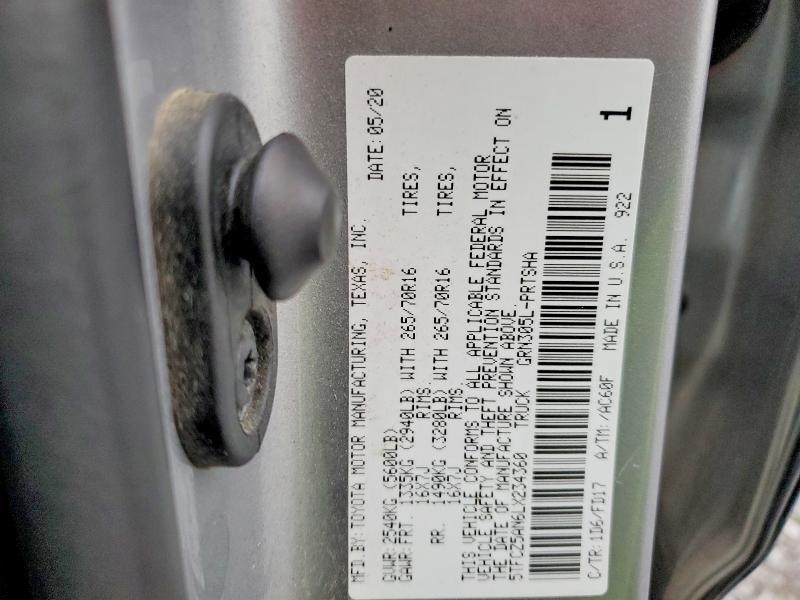 MFD.BY: TOYOTA MOTOR MANUFACTURING, TEXAS, INC.
DATE: 05/20
GVWR: 2540KG (5600LB)
GAWR: FRT. 1335KG (2940LB) WITH 265/70R16 TIRES,
16X7J RIMS.
RR. 1490KG (3280LB) WITH 265/70R16 TIRES,
16X7J RIMS.
THIS VEHICLE CONFORMS TO ALL APPLICABLE FEDERAL MOTOR
VEHICLE SAFETY AND THEFT PREVENTION STANDARDS IN EFFECT ON
THE DATE OF MANUFACTURE SHOWN ABOVE.
5TFCZ5AN6LX234360 TRUCK GRN305L-PRTSHA
1
C/TR: 1D6/FD17 A/TM: /AC60F MADE IN U.S.A. 922